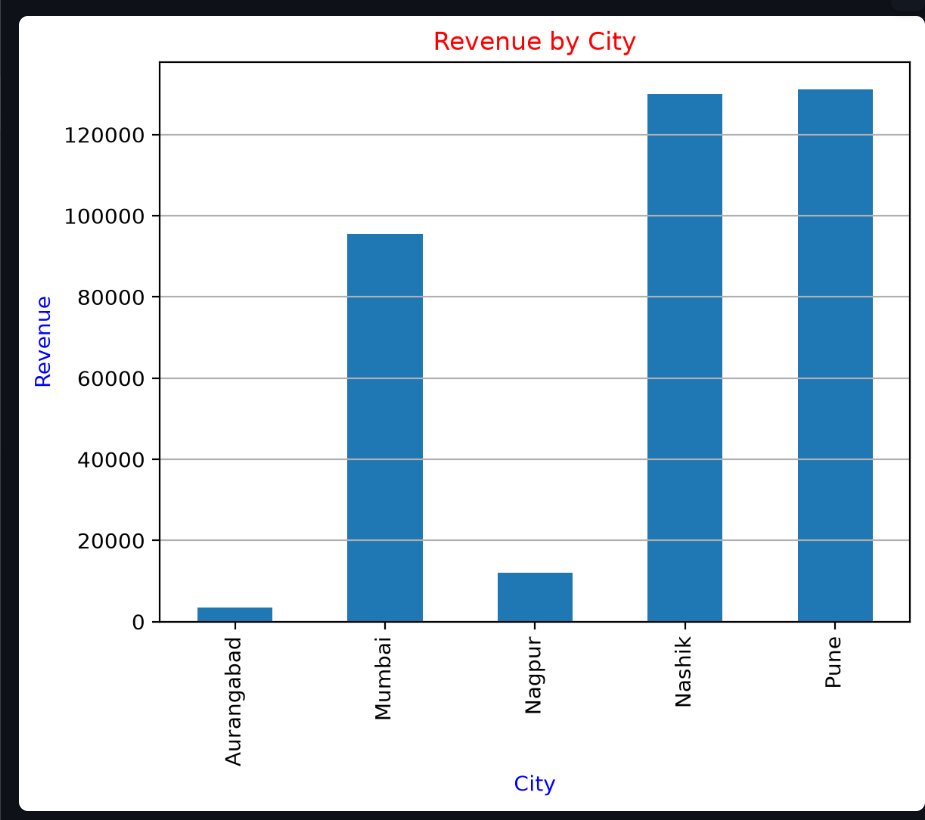 Revenue by City
120000
100000
80000
60000
40000
20000
0
Revenue
Aurangabad
Mumbai
Nagpur
Nashik
Pune
City